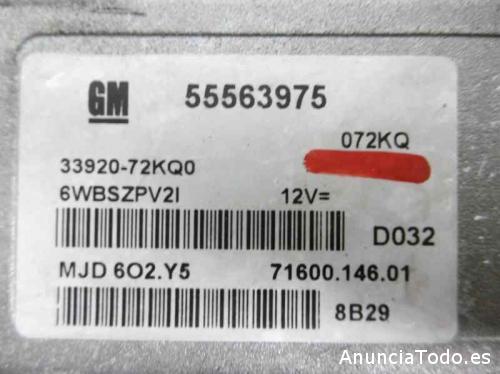 GM 55563975
072KQ
33920-72KQ0
6WBSZPV2I 12V=
D032
MJD 6O2.Y5 71600.146.01
8B29
AnunciaTodo.es